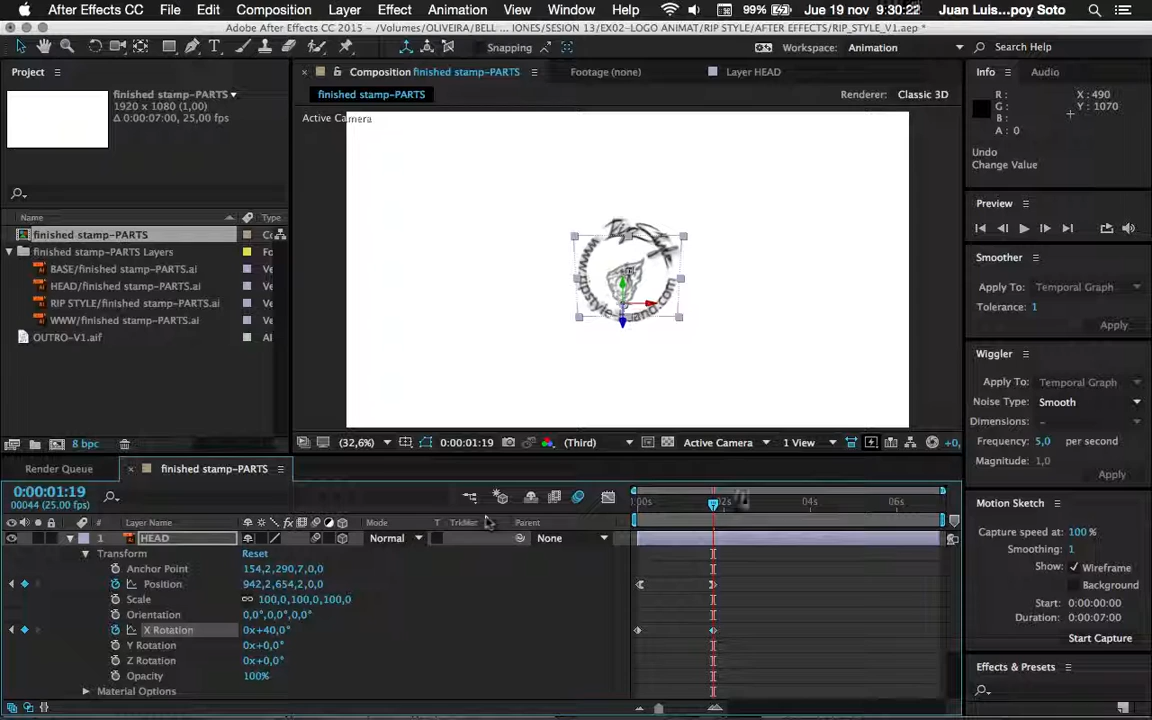 After Effects CC File Edit Composition Layer Effect Animation View Window Help 99% Jue 19 nov 9:30:22 Juan Luis...poy Soto
After Effects CC 2015 - /Volumes/OLIVEIRA/BELL ... IONES/SESION 13/EX02-LOGO ANIMAT/RIP STYLE/AFTER EFFECTS/RIP_STYLE_V1.aep *
Snapping Workspace: Animation Search Help
Project Composition finished stamp-PARTS Footage (none) Layer HEAD Info Audio
finished stamp-PARTS
1920 x 1080 (1,00)
Δ 0:00:07:00, 25,00 fps
finished stamp-PARTS Renderer: Classic 3D
Active Camera
R :
G :
B :
A : 0
X : 490
Y : 1070
Undo
Change Value
Name Type
finished stamp-PARTS
finished stamp-PARTS Layers
BASE/finished stamp-PARTS.ai Ve
HEAD/finished stamp-PARTS.ai Ve
RIP STYLE/finished stamp-PARTS.ai Ve
WWW/finished stamp-PARTS.ai Ve
OUTRO-V1.aif
Preview
Smoother
Apply To: Temporal Graph
Tolerance: 1
Apply
Wiggler
Apply To: Temporal Graph
Noise Type: Smooth
Dimensions: -
Frequency: 5,0 per second
Magnitude: 1,0
Apply
8 bpc (32,6%) 0:00:01:19 (Third) Active Camera 1 View +0,
Render Queue finished stamp-PARTS
0:00:01:19
00044 (25.00 fps)
:00s 02s 04s 06s
# Layer Name Mode T TrkMat Parent
1 HEAD Normal None
Transform Reset
Anchor Point 154,2,290,7,0,0
Position 942,2,654,2,0,0
Scale 100,0,100,0,100,0
Orientation 0,0°,0,0°,0,0°
X Rotation 0x+40,0°
Y Rotation 0x+0,0°
Z Rotation 0x+0,0°
Opacity 100%
Material Options
Motion Sketch
Capture speed at: 100 %
Smoothing: 1
Show: Wireframe
Background
Start: 0:00:00:00
Duration: 0:00:07:00
Start Capture
Effects & Presets